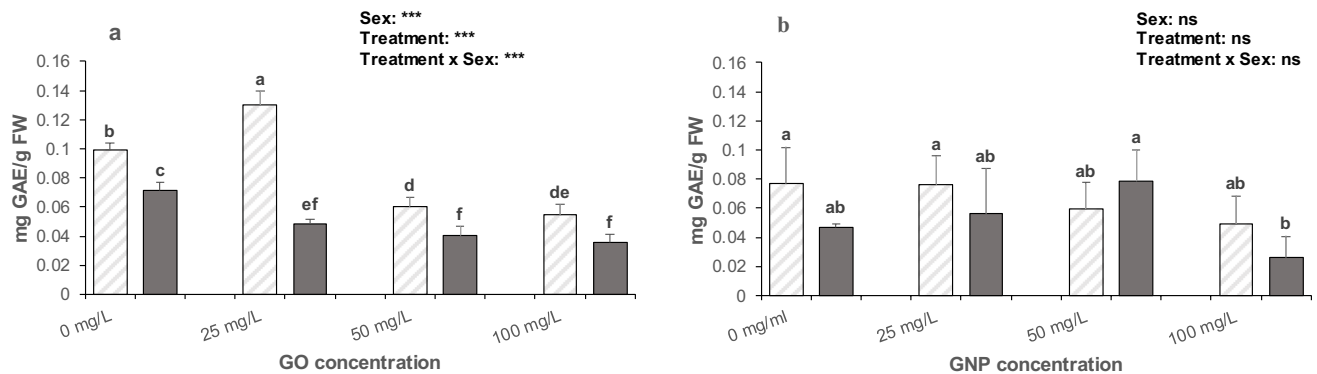 a
Sex: ***
Treatment: ***
Treatment x Sex: ***
0.16
0.14
0.12
0.1
0.08
0.06
0.04
0.02
0
mg GAE/g FW
b
c
a
ef
d
f
de
f
0 mg/L
25 mg/L
50 mg/L
100 mg/L
GO concentration
b
Sex: ns
Treatment: ns
Treatment x Sex: ns
0.16
0.14
0.12
0.1
0.08
0.06
0.04
0.02
0
mg GAE/g FW
a
ab
a
ab
ab
a
ab
b
0 mg/ml
25 mg/L
50 mg/L
100 mg/L
GNP concentration